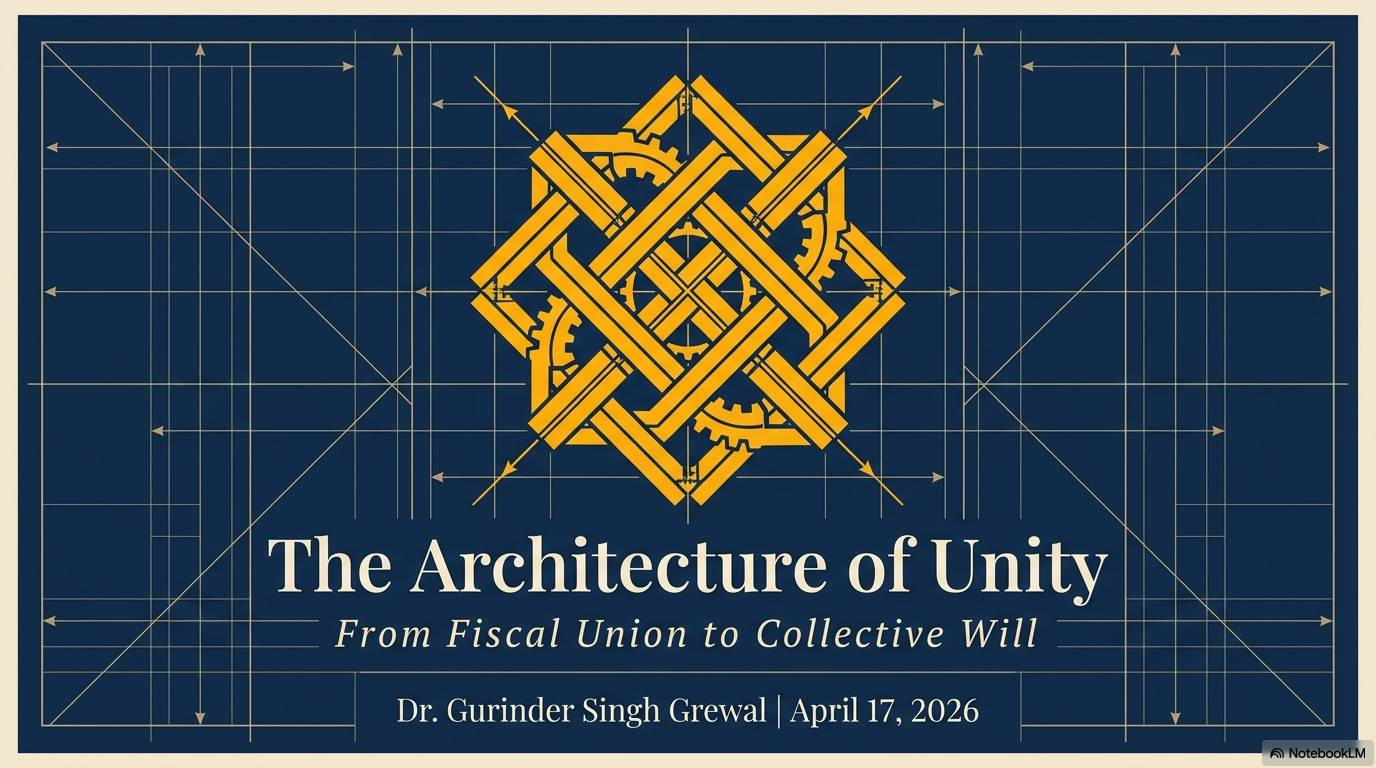 The Architecture of Unity
From Fiscal Union to Collective Will
Dr. Gurinder Singh Grewal | April 17, 2026
NotebookLM